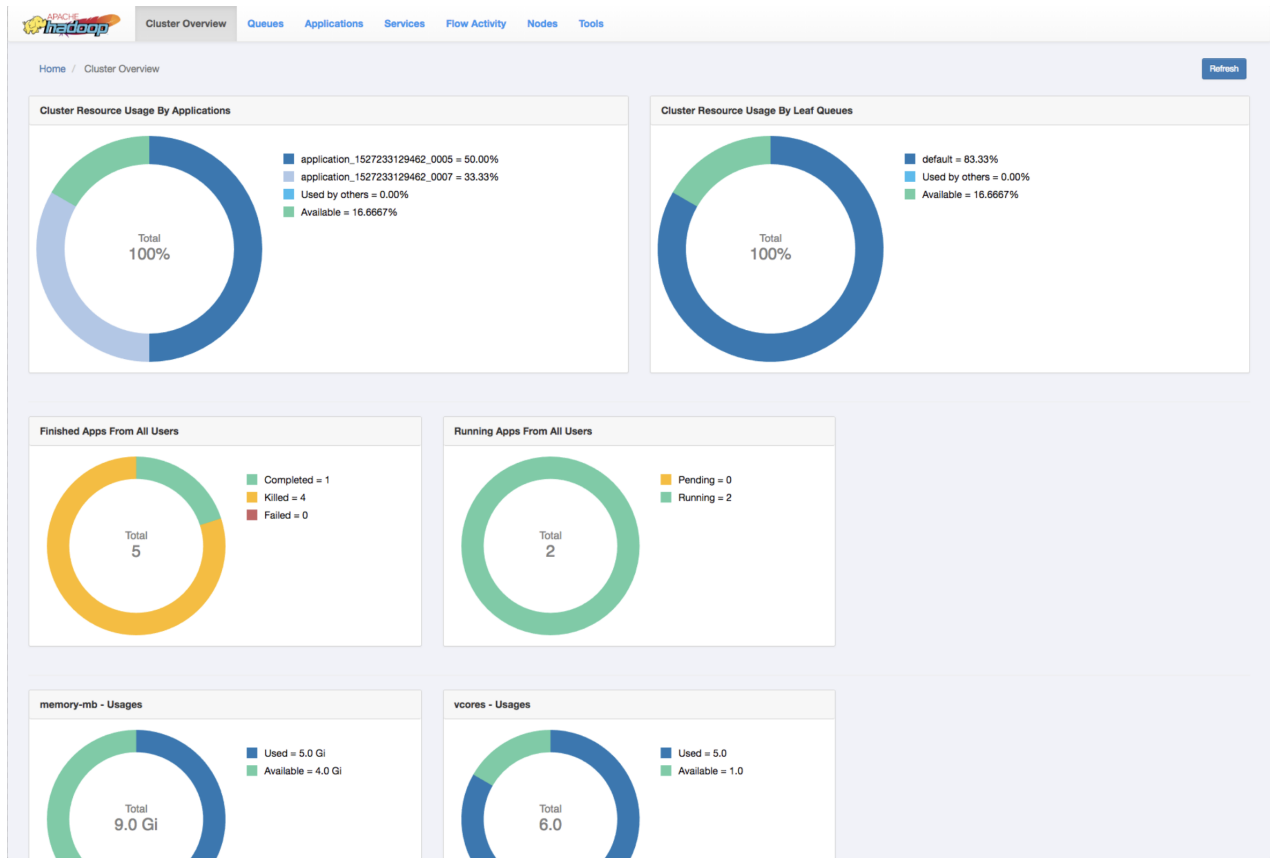 APACHE
hadoop
Cluster Overview
Queues
Applications
Services
Flow Activity
Nodes
Tools
Home / Cluster Overview
Refresh
Cluster Resource Usage By Applications
Total
100%
application_1527233129462_0005 = 50.00%
application_1527233129462_0007 = 33.33%
Used by others = 0.00%
Available = 16.6667%
Cluster Resource Usage By Leaf Queues
Total
100%
default = 83.33%
Used by others = 0.00%
Available = 16.6667%
Finished Apps From All Users
Total
5
Completed = 1
Killed = 4
Failed = 0
Running Apps From All Users
Total
2
Pending = 0
Running = 2
memory-mb - Usages
Total
9.0 Gi
Used = 5.0 Gi
Available = 4.0 Gi
vcores - Usages
Total
6.0
Used = 5.0
Available = 1.0